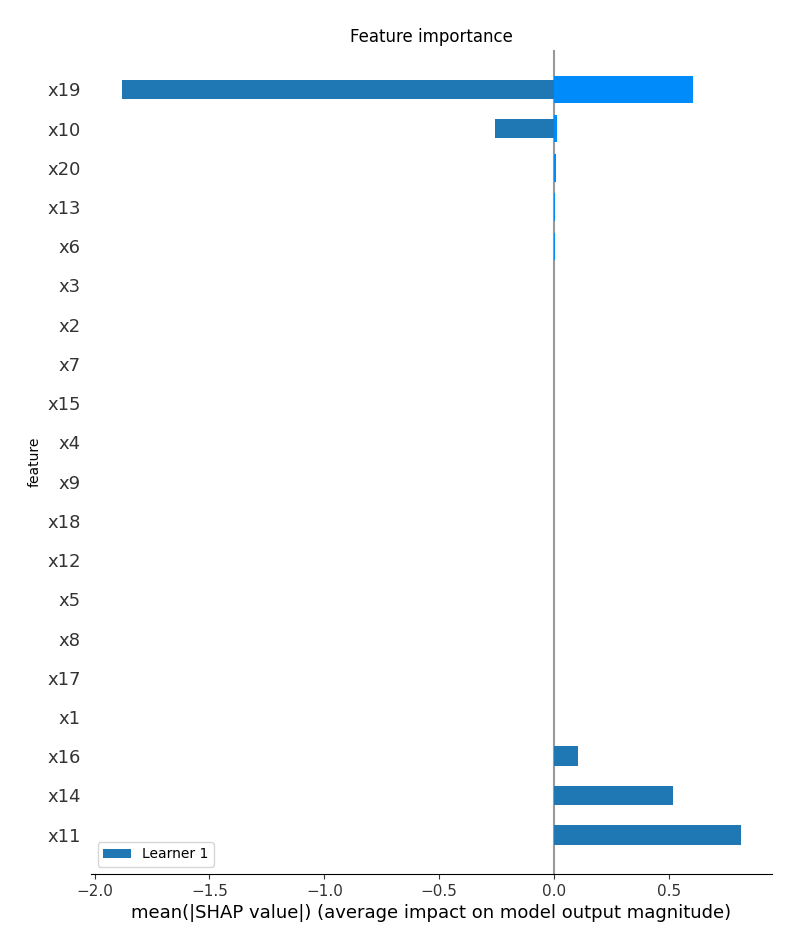 Feature importance
x19
x10
x20
x13
x6
x3
x2
x7
x15
x4
x9
x18
x12
x5
x8
x17
x1
x16
x14
x11
feature
Learner 1
−2.0 −1.5 −1.0 −0.5 0.0 0.5
mean(|SHAP value|) (average impact on model output magnitude)